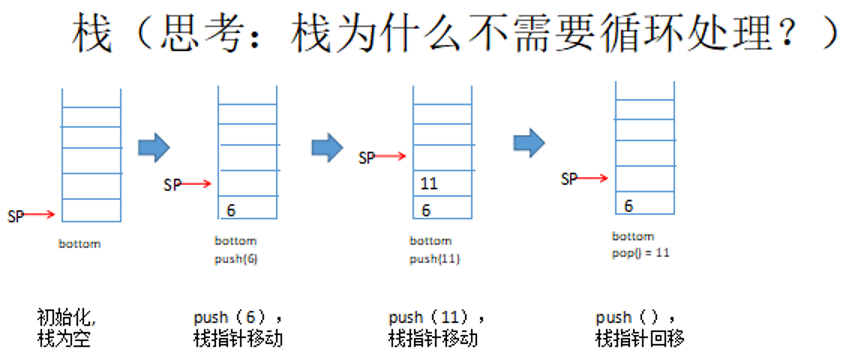 栈（思考：栈为什么不需要循环处理？）
SP
bottom
SP
6
bottom
push(6)
SP
11
6
bottom
push(11)
SP
6
bottom
pop() = 11
初始化,
栈为空
push（6），
栈指针移动
push（11），
栈指针移动
push（），
栈指针回移